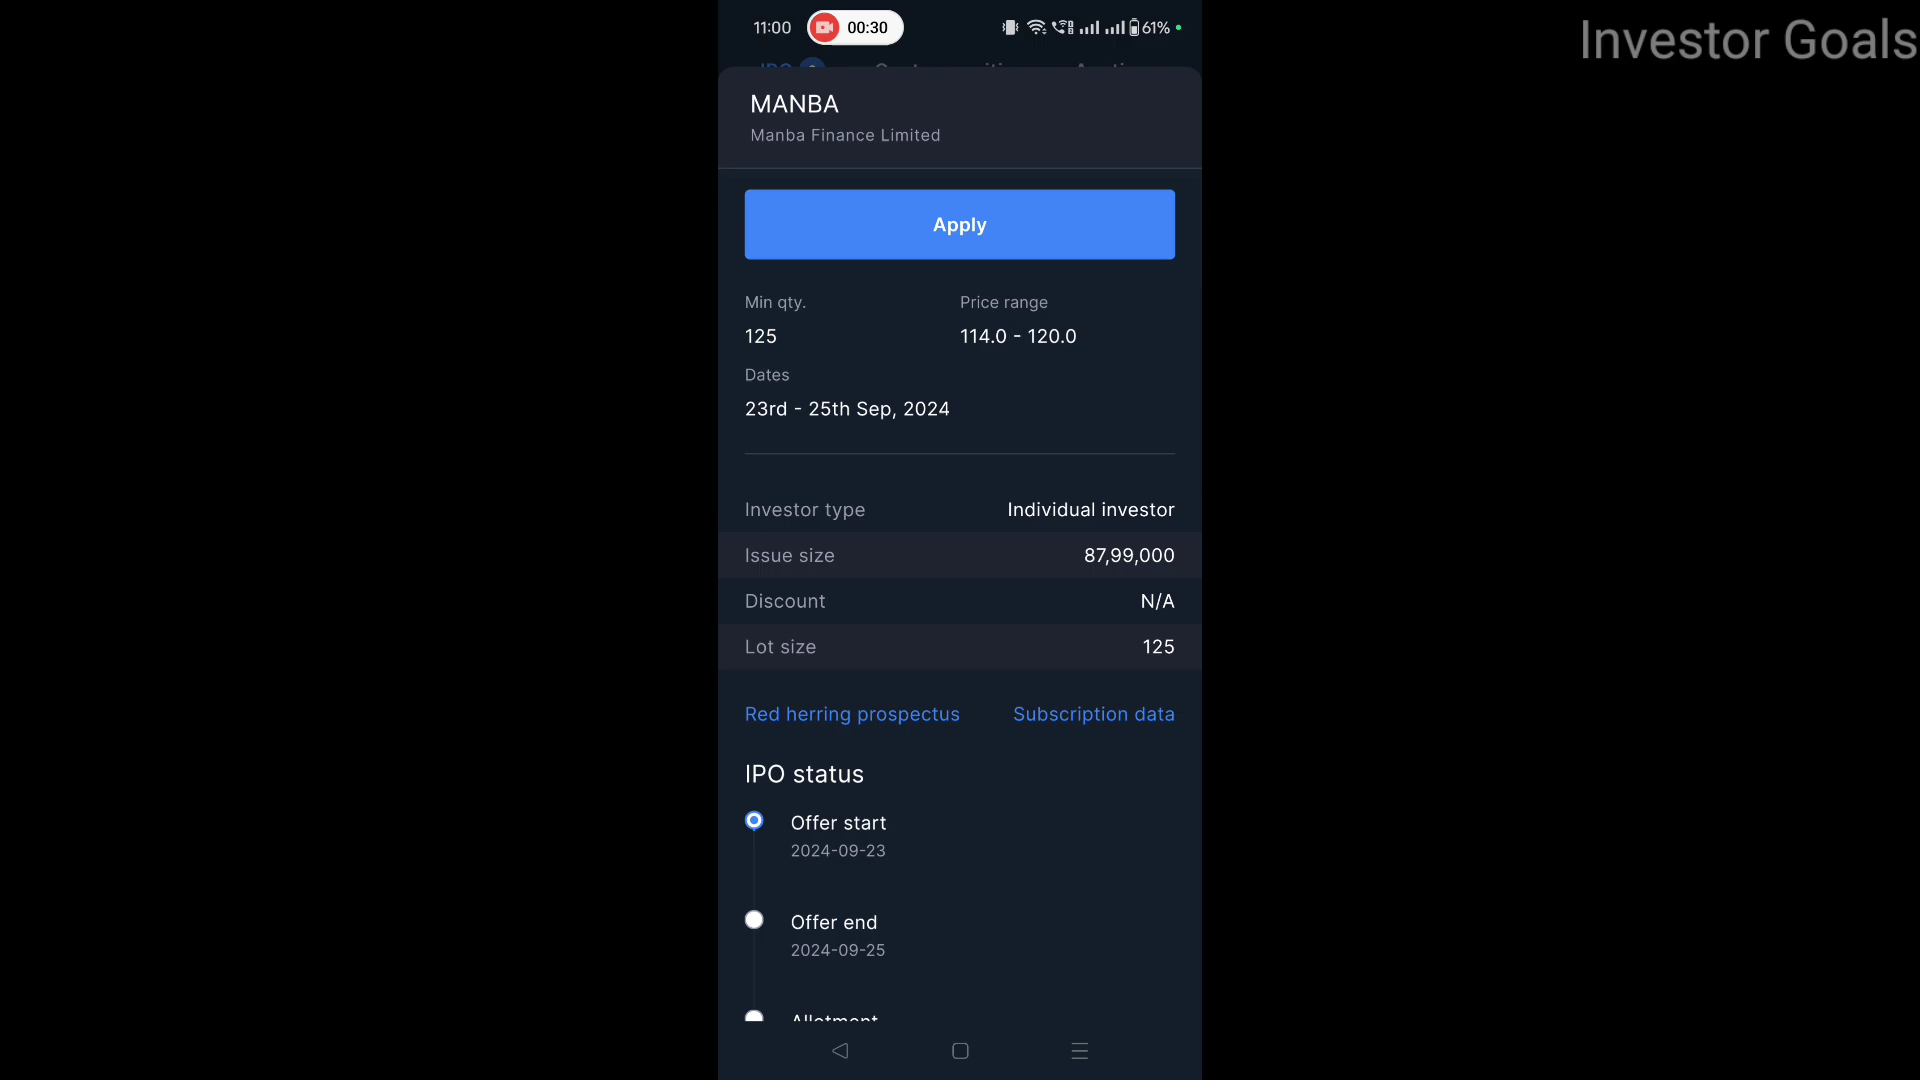 Investor Goals
11:00 00:30 61%
MANBA
Manba Finance Limited
Apply
Min qty. Price range
125 114.0 - 120.0
Dates
23rd - 25th Sep, 2024
Investor type Individual investor
Issue size 87,99,000
Discount N/A
Lot size 125
Red herring prospectus Subscription data
IPO status
Offer start
2024-09-23
Offer end
2024-09-25
Allotment